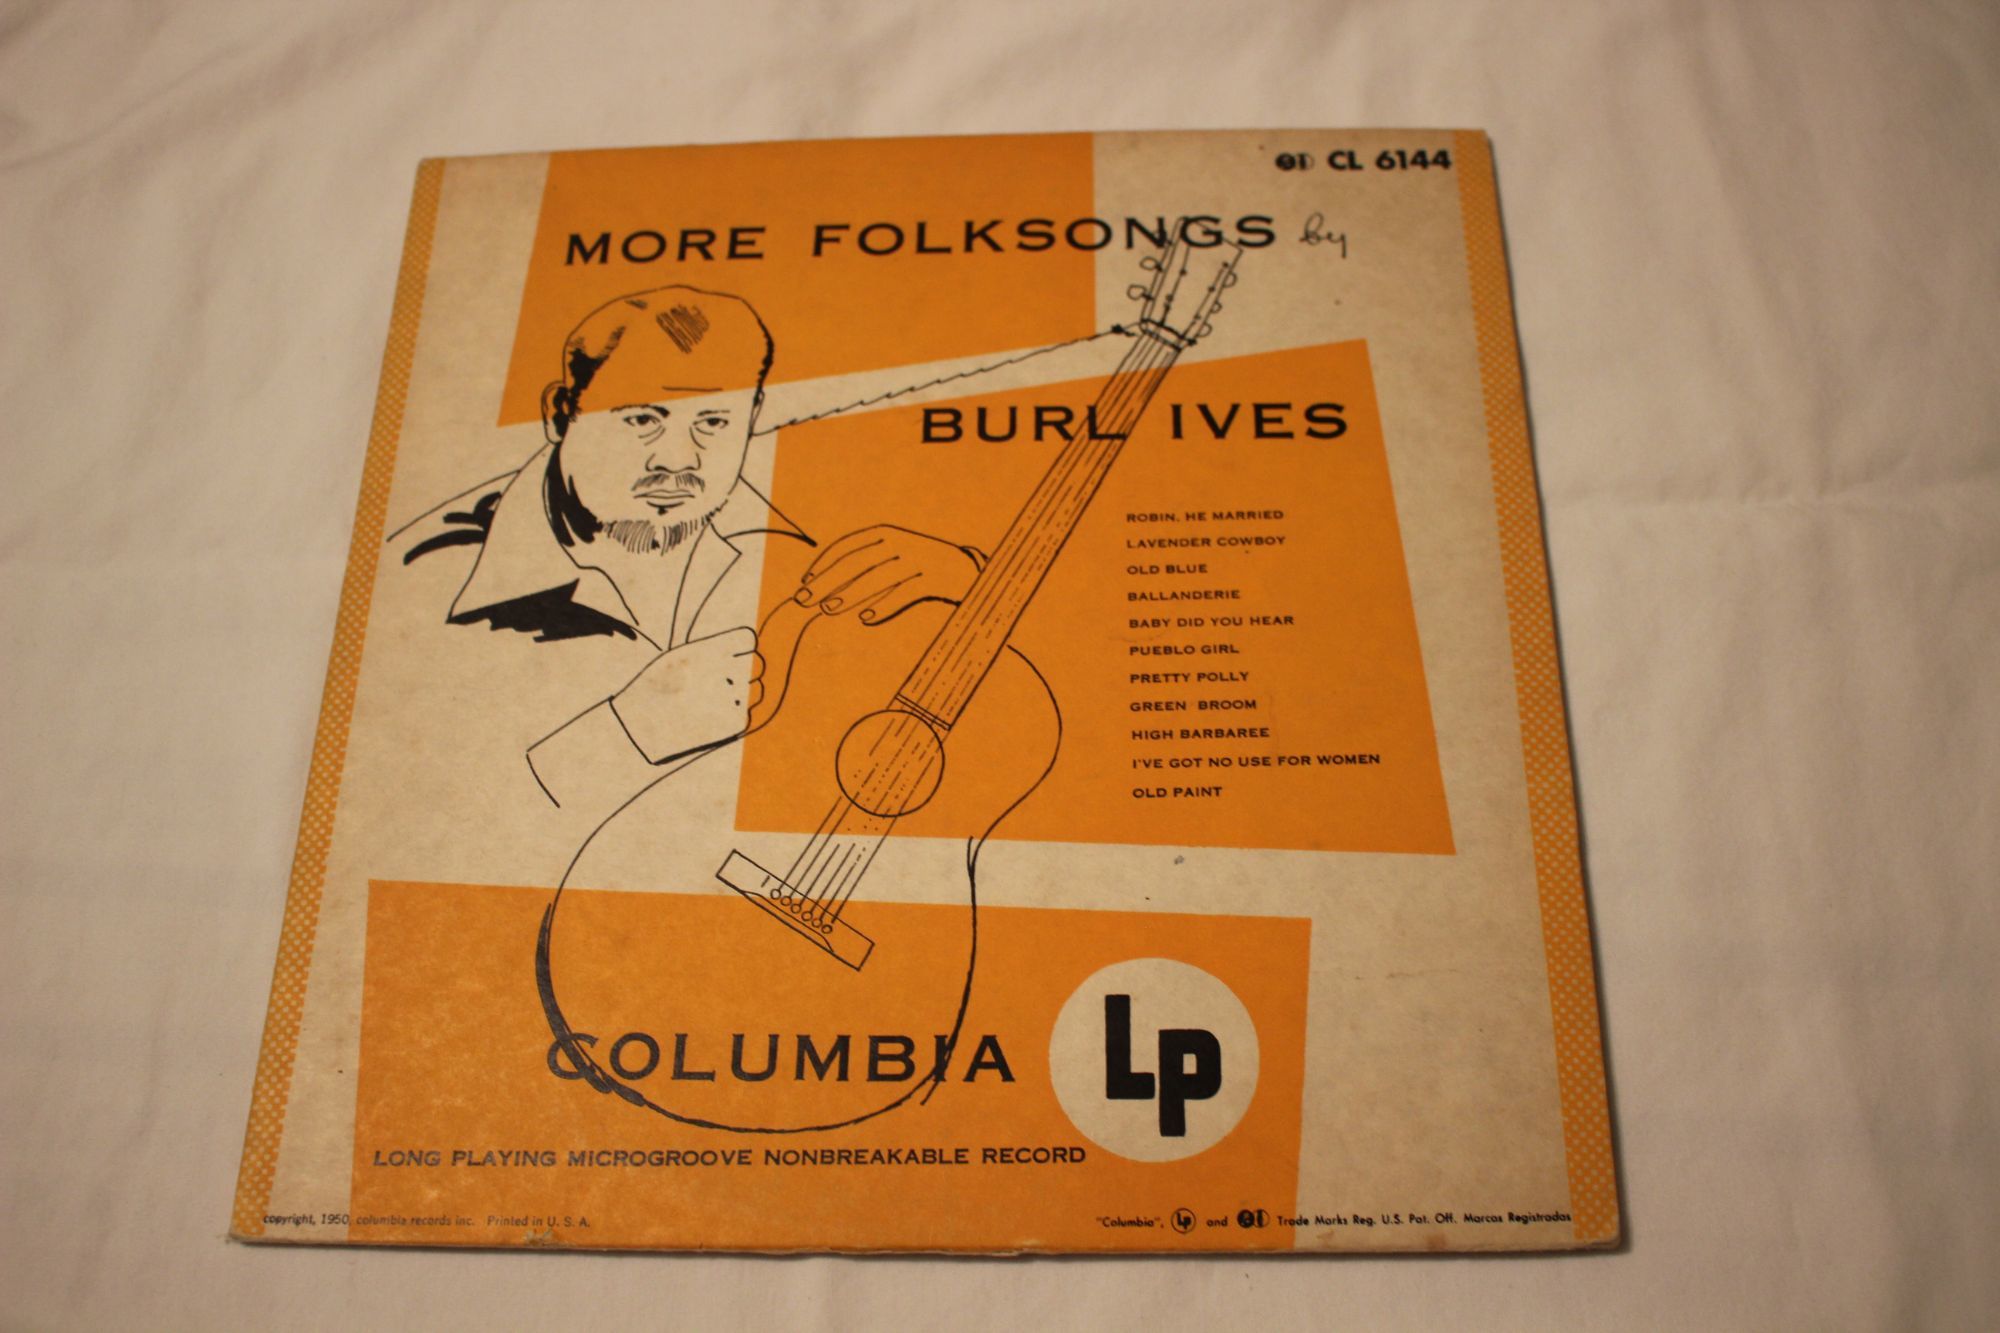 CL 6144
MORE FOLKSONGS by
BURL IVES
ROBIN, HE MARRIED
LAVENDER COWBOY
OLD BLUE
BALLANDERIE
BABY DID YOU HEAR
PUEBLO GIRL
PRETTY POLLY
GREEN BROOM
HIGH BARBAREE
I'VE GOT NO USE FOR WOMEN
OLD PAINT
COLUMBIA LP
LONG PLAYING MICROGROOVE NONBREAKABLE RECORD
copyright, 1950, columbia records inc. Printed in U. S. A.
"Columbia", LP and Trade Marks Reg. U.S. Pat. Off. Marcas Registradas